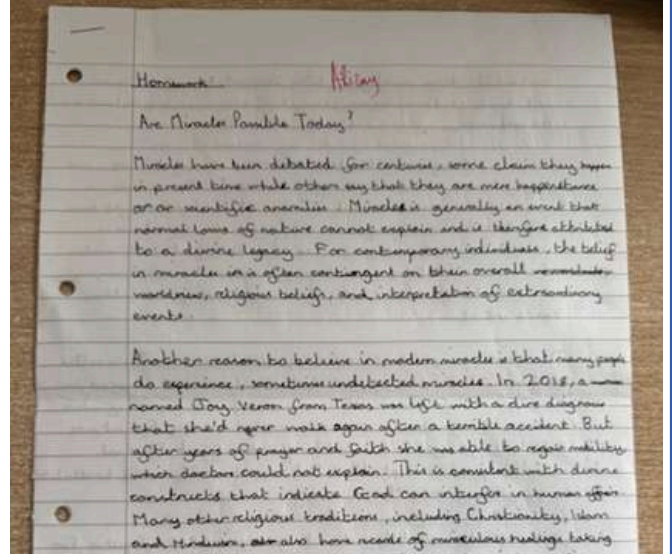 Homework Alizay
Are Miracles Possible Today?
Miracles have been debated for centuries, some claim they happen
in present time while others say that they are mere happenstance
or or scientific anomalies. Miracles is generally an event that
normal laws of nature cannot explain and is therefore attributed
to a divine legacy. For contemporary individuals, the belief
in miracles in is often contingent on their overall
worldviews, religious beliefs, and interpretation of extraordinary
events.
Another reason to believe in modern miracles is that many people
do experience, sometimes undetected miracles. In 2018, a
named Joy Veron from Texas was left with a dire diagnosis
that she'd never walk again after a terrible accident. But
after years of prayer and faith she was able to regain mobility
which doctors could not explain. This is consistent with divine
constructs that indicate God can interfer in human affairs
Many other religious traditions, including Christianity, Islam
and Hinduism, also have records of miraculous healings taking